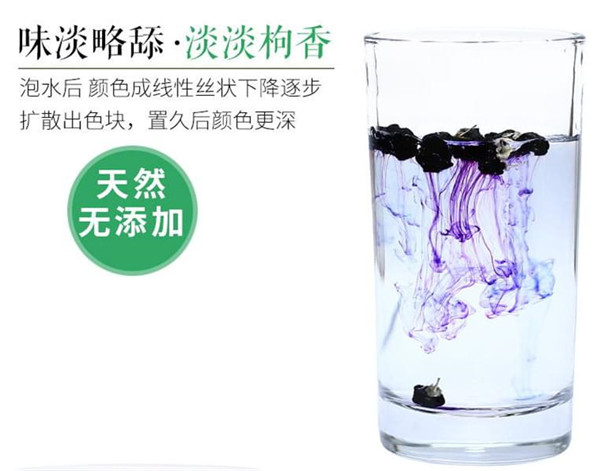 味淡略舔·淡淡枸香
泡水后 颜色成线性丝状下降逐步
扩散出色块，置久后颜色更深
天然
无添加